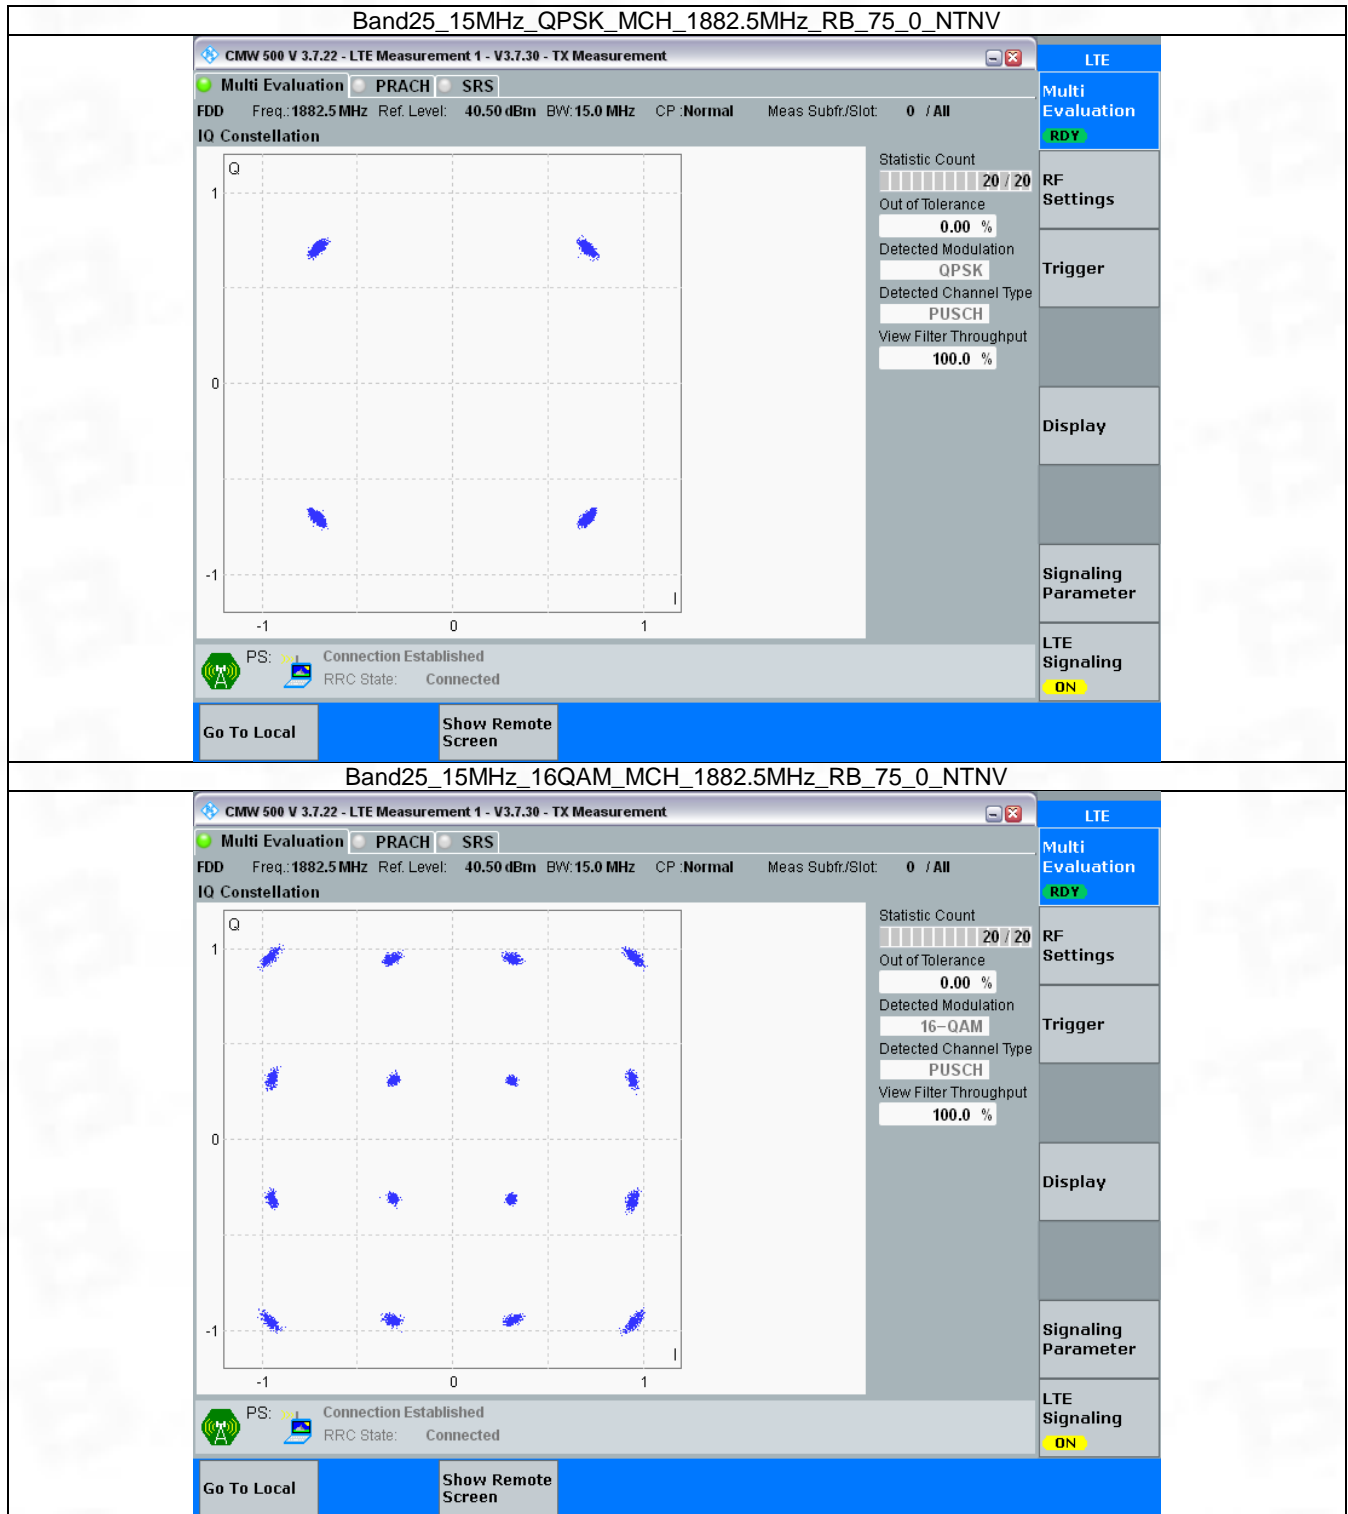 Band25_15MHz_QPSK_MCH_1882.5MHz_RB_75_0_NTNV
CMW 500 V 3.7.22 - LTE Measurement 1 - V3.7.30 - TX Measurement
LTE
Multi Evaluation PRACH SRS
FDD Freq.:1882.5 MHz Ref. Level: 40.50 dBm BW:15.0 MHz CP :Normal Meas Subfr./Slot: 0 / All
IQ Constellation
Q
1
0
-1
I
-1 0 1
Statistic Count
20 / 20
Out of Tolerance
0.00 %
Detected Modulation
QPSK
Detected Channel Type
PUSCH
View Filter Throughput
100.0 %
Multi
Evaluation
RDY
RF
Settings
Trigger
Display
Signaling
Parameter
LTE
Signaling
ON
PS: Connection Established
RRC State: Connected
Go To Local
Show Remote
Screen
Band25_15MHz_16QAM_MCH_1882.5MHz_RB_75_0_NTNV
CMW 500 V 3.7.22 - LTE Measurement 1 - V3.7.30 - TX Measurement
LTE
Multi Evaluation PRACH SRS
FDD Freq.:1882.5 MHz Ref. Level: 40.50 dBm BW:15.0 MHz CP :Normal Meas Subfr./Slot: 0 / All
IQ Constellation
Q
1
0
-1
I
-1 0 1
Statistic Count
20 / 20
Out of Tolerance
0.00 %
Detected Modulation
16-QAM
Detected Channel Type
PUSCH
View Filter Throughput
100.0 %
Multi
Evaluation
RDY
RF
Settings
Trigger
Display
Signaling
Parameter
LTE
Signaling
ON
PS: Connection Established
RRC State: Connected
Go To Local
Show Remote
Screen